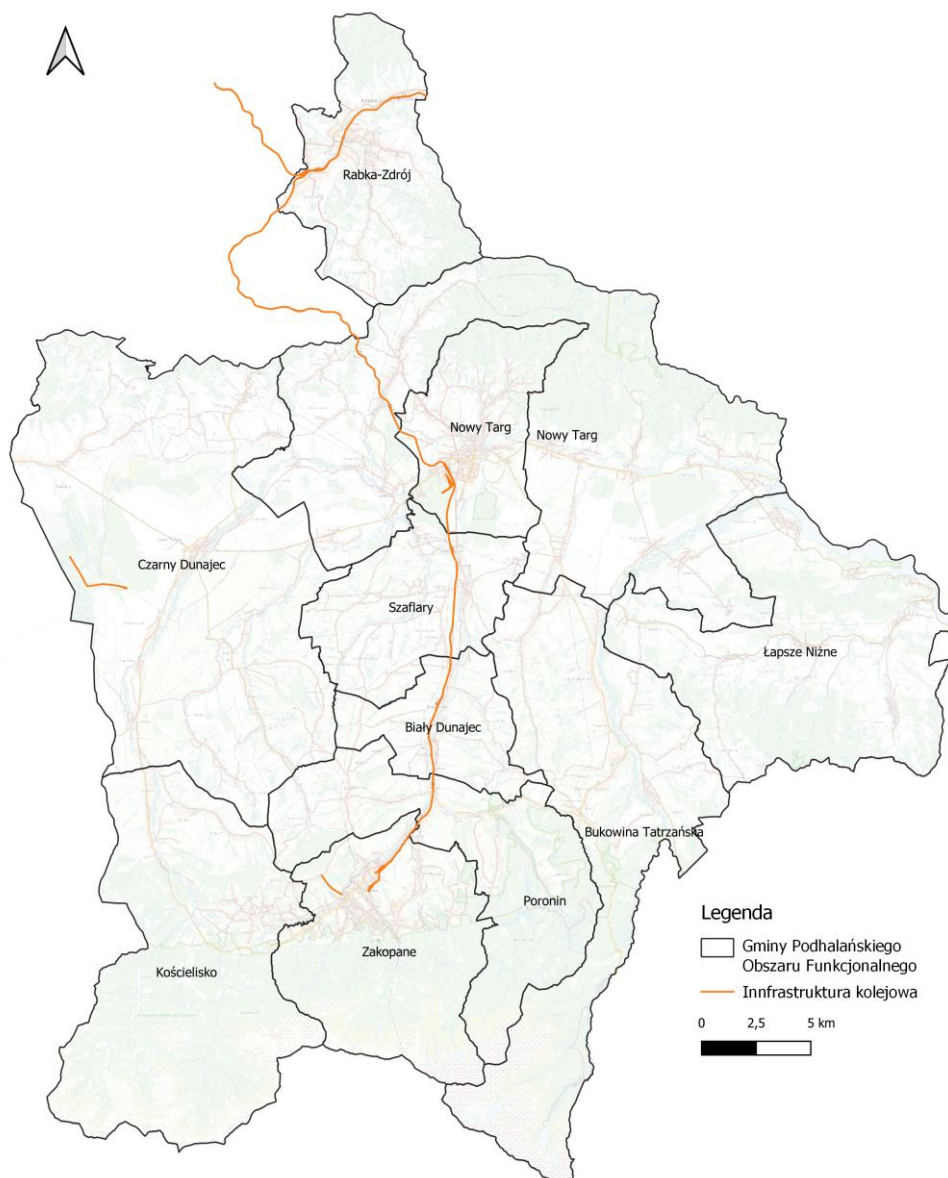 Rabka-Zdrój
Nowy Targ
Nowy Targ
Czarny Dunajec
Szaflary
Łapsze Niżne
Biały Dunajec
Bukowina Tatrzańska
Poronin
Zakopane
Kościelisko
Legenda
Gminy Podhalańskiego
Obszaru Funkcjonalnego
Innfrastruktura kolejowa
0 2,5 5 km